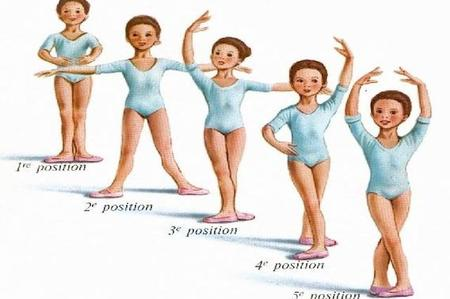 1re position
2e position
3e position
4e position
5e position